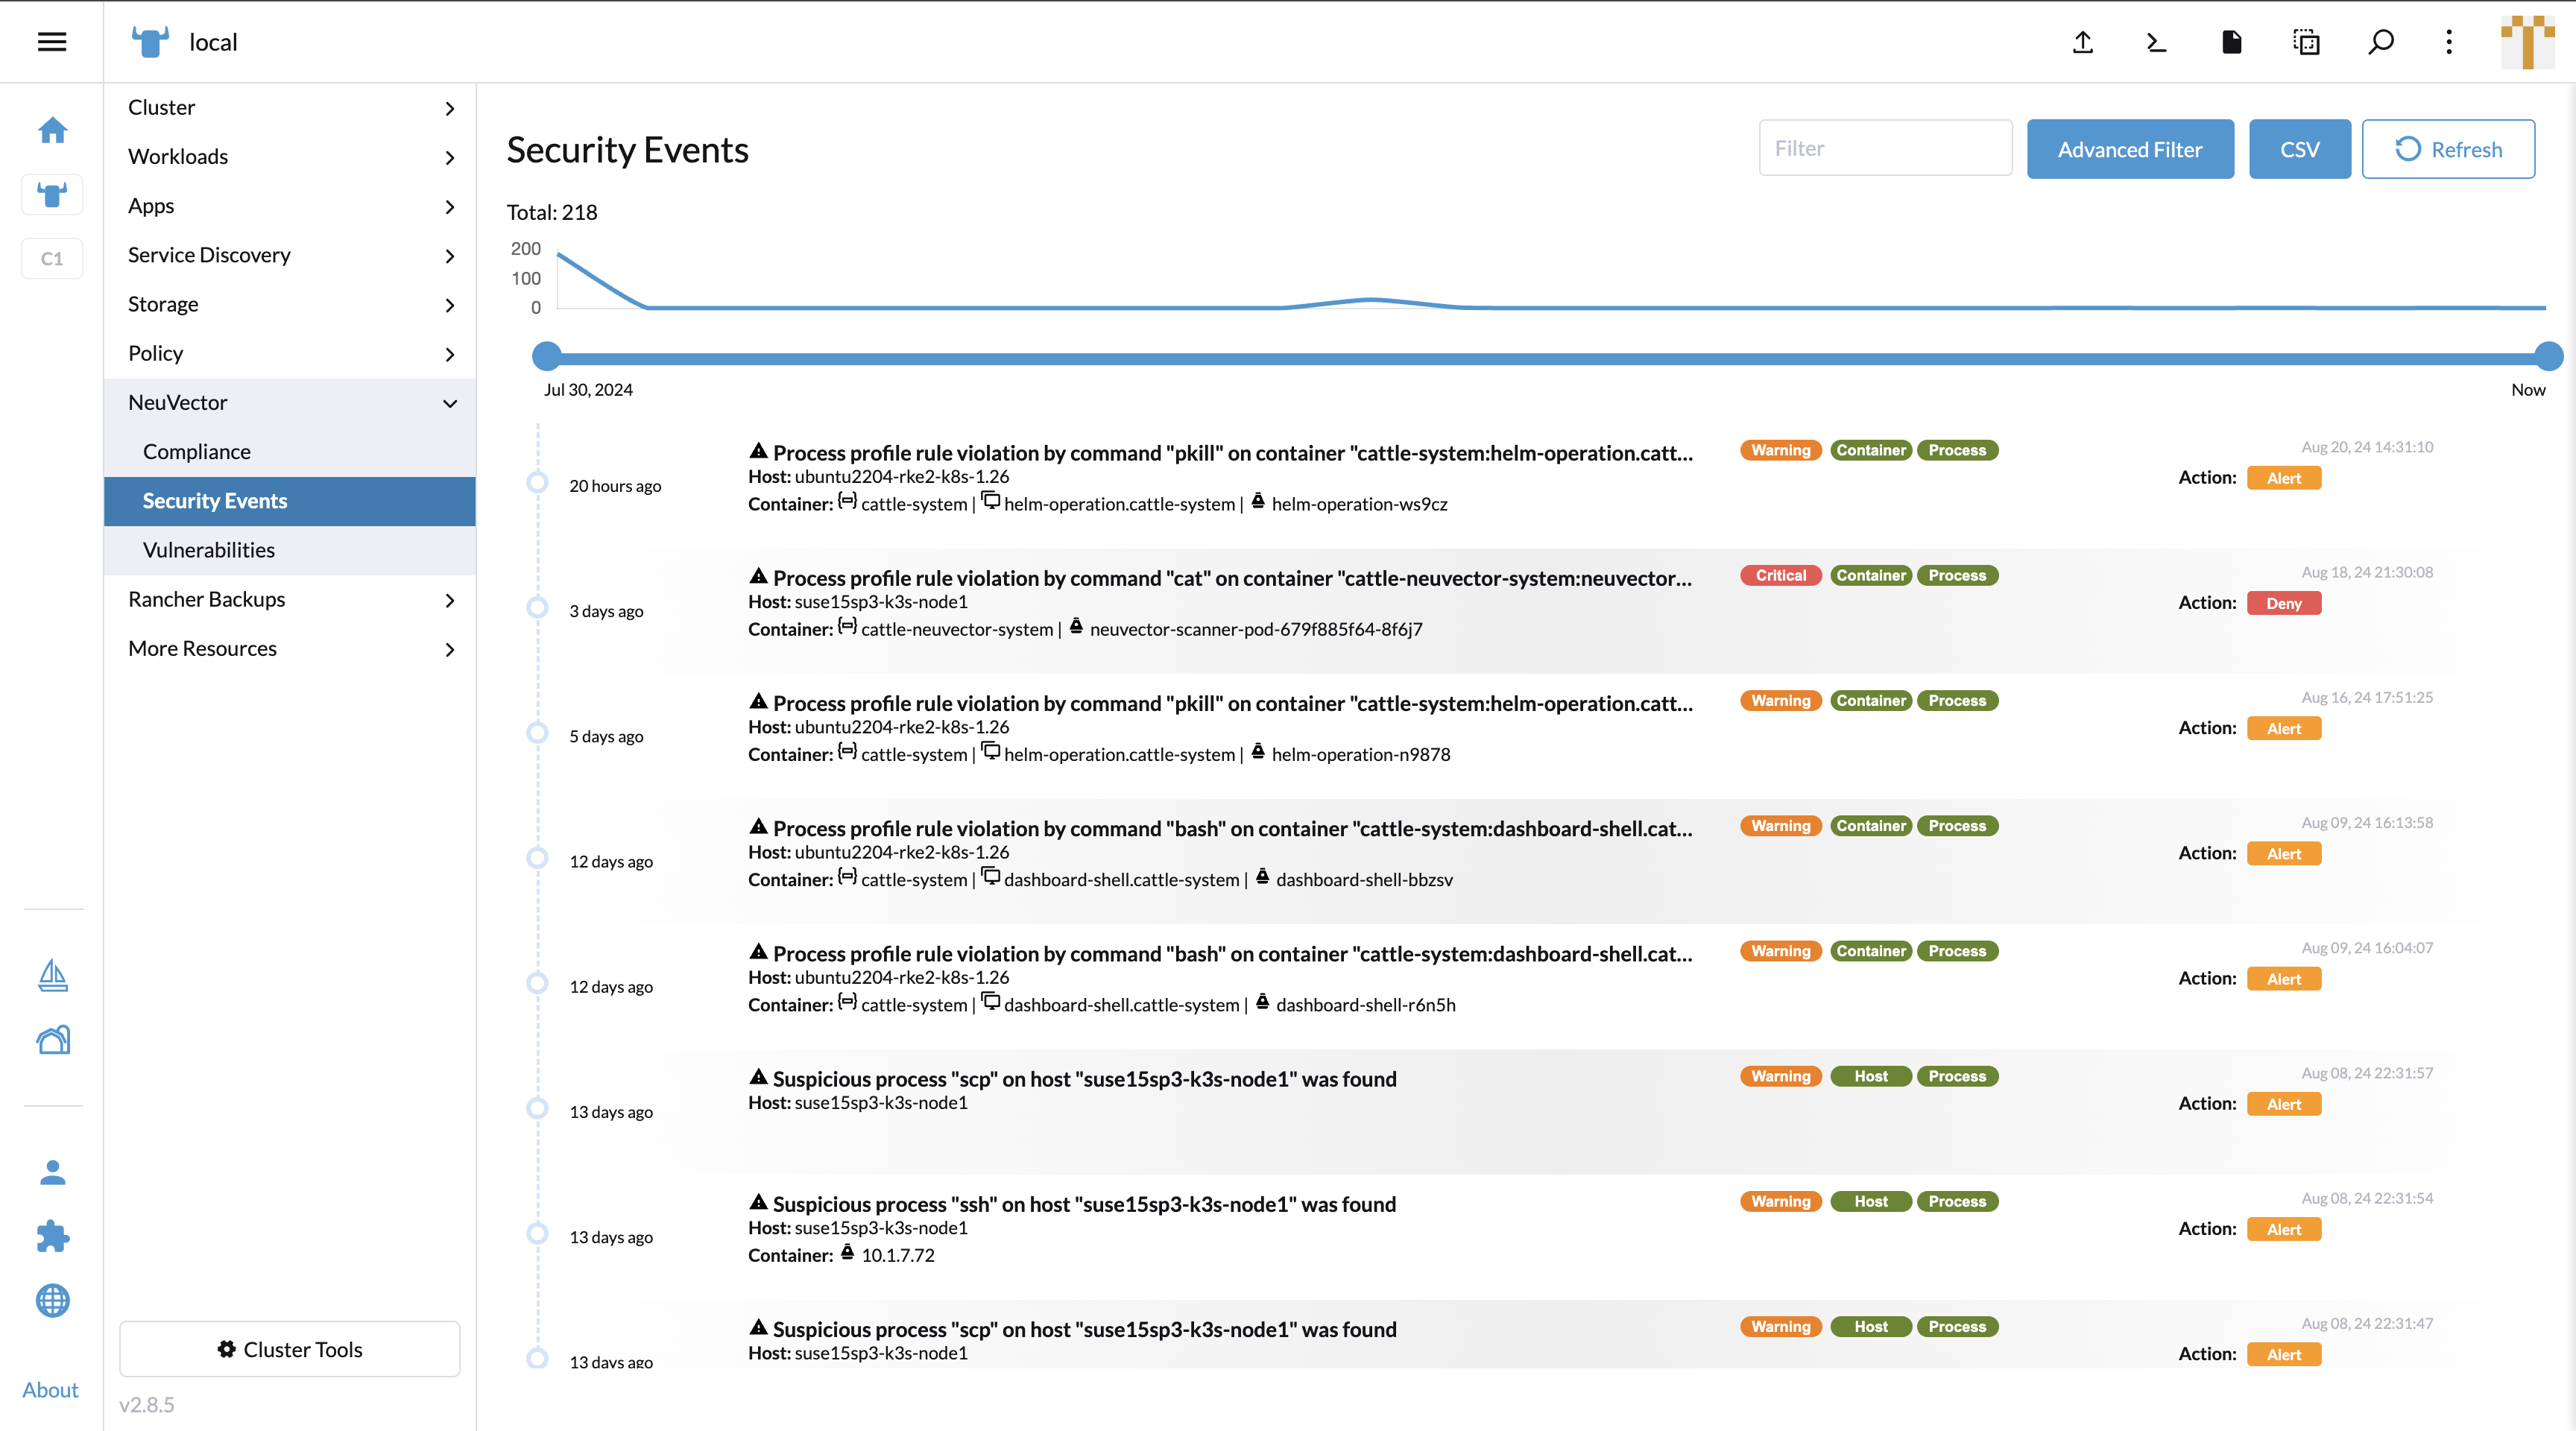 local
C1
About
Cluster
Workloads
Apps
Service Discovery
Storage
Policy
NeuVector
Compliance
Security Events
Vulnerabilities
Rancher Backups
More Resources
Cluster Tools
v2.8.5
Security Events
Filter
Advanced Filter
CSV
Refresh
Total: 218
200
100
0
Jul 30, 2024
Now
20 hours ago
Process profile rule violation by command "pkill" on container "cattle-system:helm-operation.catt...
Host: ubuntu2204-rke2-k8s-1.26
Container: cattle-system | helm-operation.cattle-system | helm-operation-ws9cz
Warning Container Process
Aug 20, 24 14:31:10
Action: Alert
3 days ago
Process profile rule violation by command "cat" on container "cattle-neuvector-system:neuvector...
Host: suse15sp3-k3s-node1
Container: cattle-neuvector-system | neuvector-scanner-pod-679f885f64-8f6j7
Critical Container Process
Aug 18, 24 21:30:08
Action: Deny
5 days ago
Process profile rule violation by command "pkill" on container "cattle-system:helm-operation.catt...
Host: ubuntu2204-rke2-k8s-1.26
Container: cattle-system | helm-operation.cattle-system | helm-operation-n9878
Warning Container Process
Aug 16, 24 17:51:25
Action: Alert
12 days ago
Process profile rule violation by command "bash" on container "cattle-system:dashboard-shell.cat...
Host: ubuntu2204-rke2-k8s-1.26
Container: cattle-system | dashboard-shell.cattle-system | dashboard-shell-bbzsv
Warning Container Process
Aug 09, 24 16:13:58
Action: Alert
12 days ago
Process profile rule violation by command "bash" on container "cattle-system:dashboard-shell.cat...
Host: ubuntu2204-rke2-k8s-1.26
Container: cattle-system | dashboard-shell.cattle-system | dashboard-shell-r6n5h
Warning Container Process
Aug 09, 24 16:04:07
Action: Alert
13 days ago
Suspicious process "scp" on host "suse15sp3-k3s-node1" was found
Host: suse15sp3-k3s-node1
Warning Host Process
Aug 08, 24 22:31:57
Action: Alert
13 days ago
Suspicious process "ssh" on host "suse15sp3-k3s-node1" was found
Host: suse15sp3-k3s-node1
Container: 10.1.7.72
Warning Host Process
Aug 08, 24 22:31:54
Action: Alert
13 days ago
Suspicious process "scp" on host "suse15sp3-k3s-node1" was found
Host: suse15sp3-k3s-node1
Warning Host Process
Aug 08, 24 22:31:47
Action: Alert